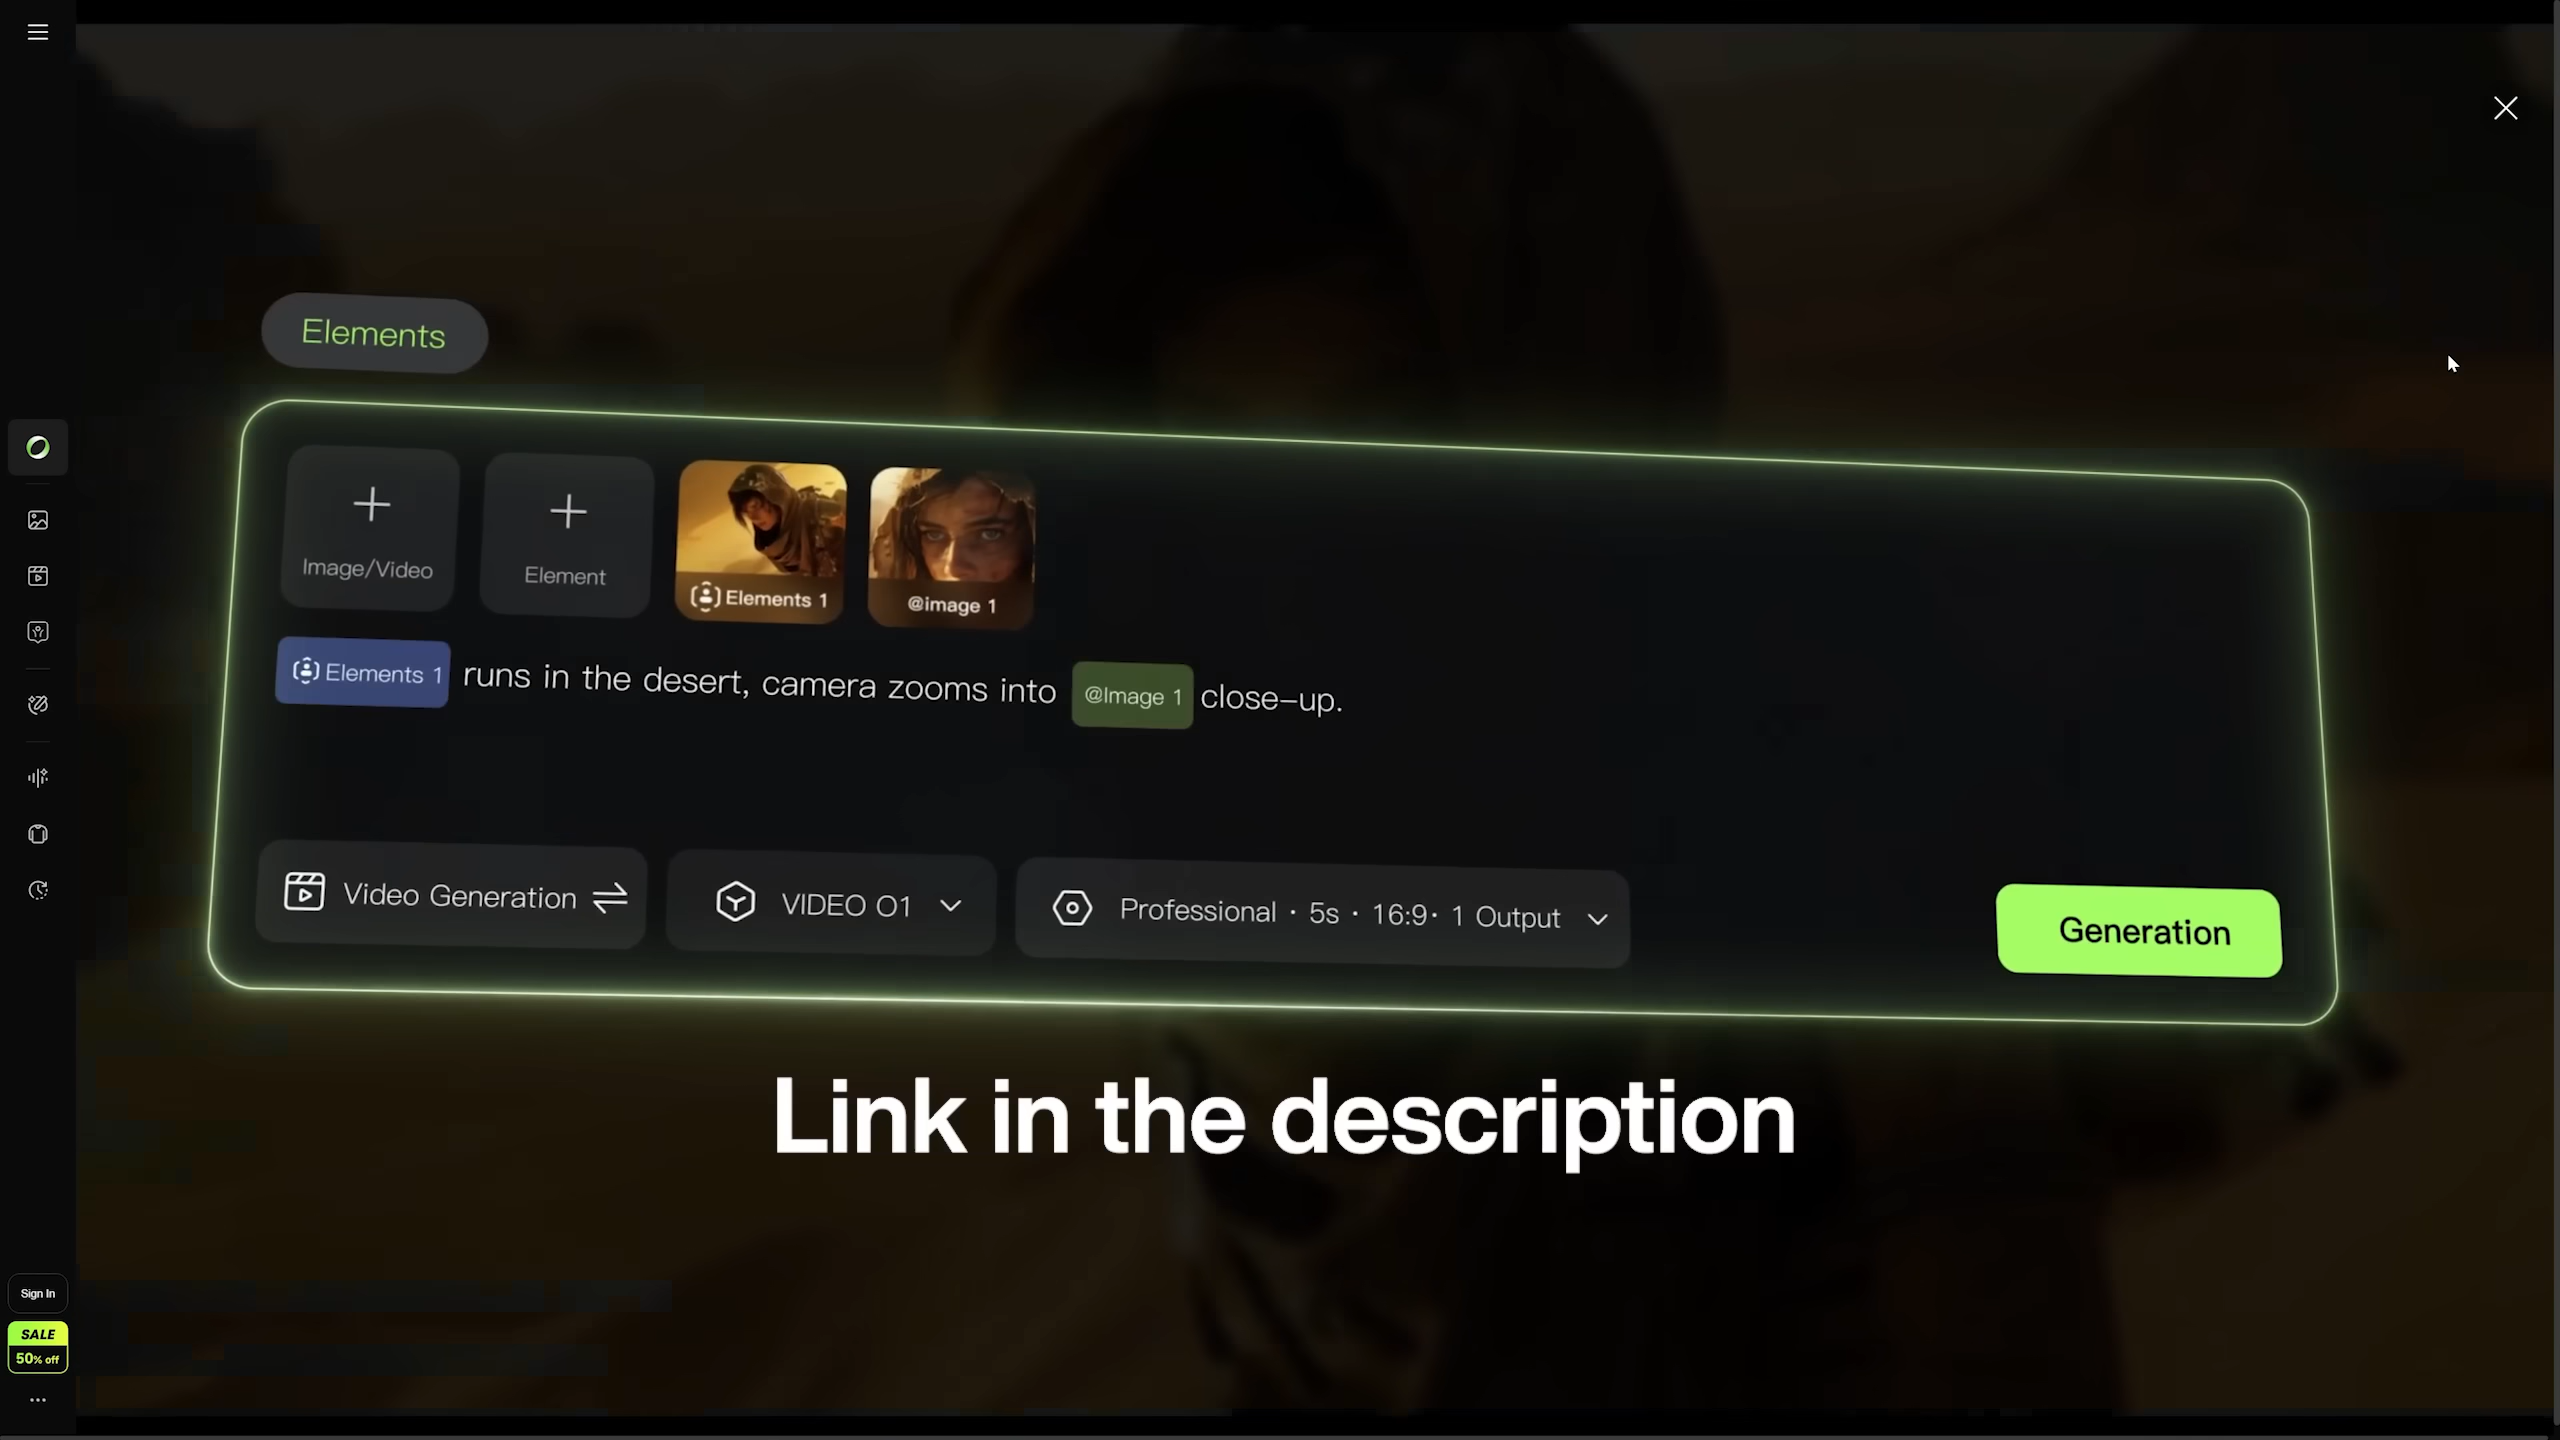 Elements
Image/Video
Element
Elements 1
@image 1
Elements 1 runs in the desert, camera zooms into @Image 1 close-up.
Video Generation
VIDEO O1
Professional · 5s · 16:9 · 1 Output
Generation
Link in the description
Sign In
SALE
50% off